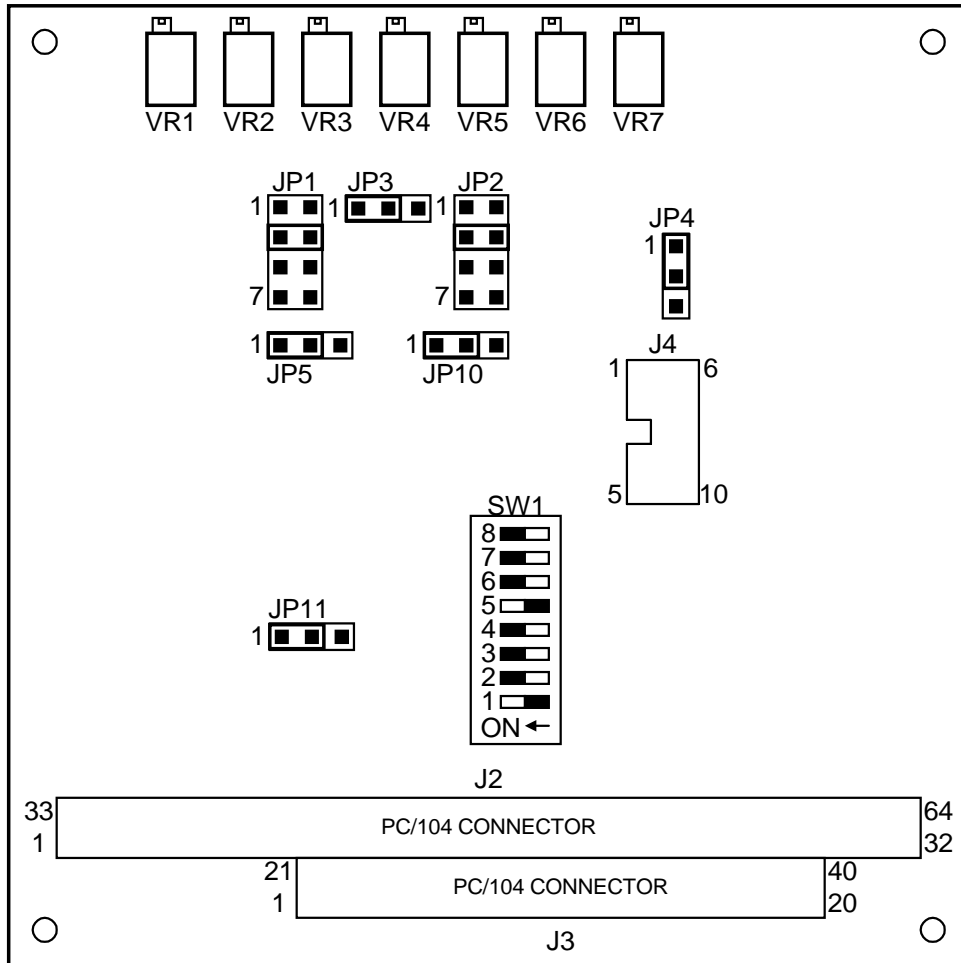 VR1 VR2 VR3 VR4 VR5 VR6 VR7
JP1 JP3 JP2
1 1 1
JP4
1
7 7
1 1
JP5 JP10
J4
1 6
5 10
SW1
8
7
6
5
4
3
2
1
ON
JP11
1
J2
33 64
PC/104 CONNECTOR
1 32
21 40
PC/104 CONNECTOR
1 20
J3